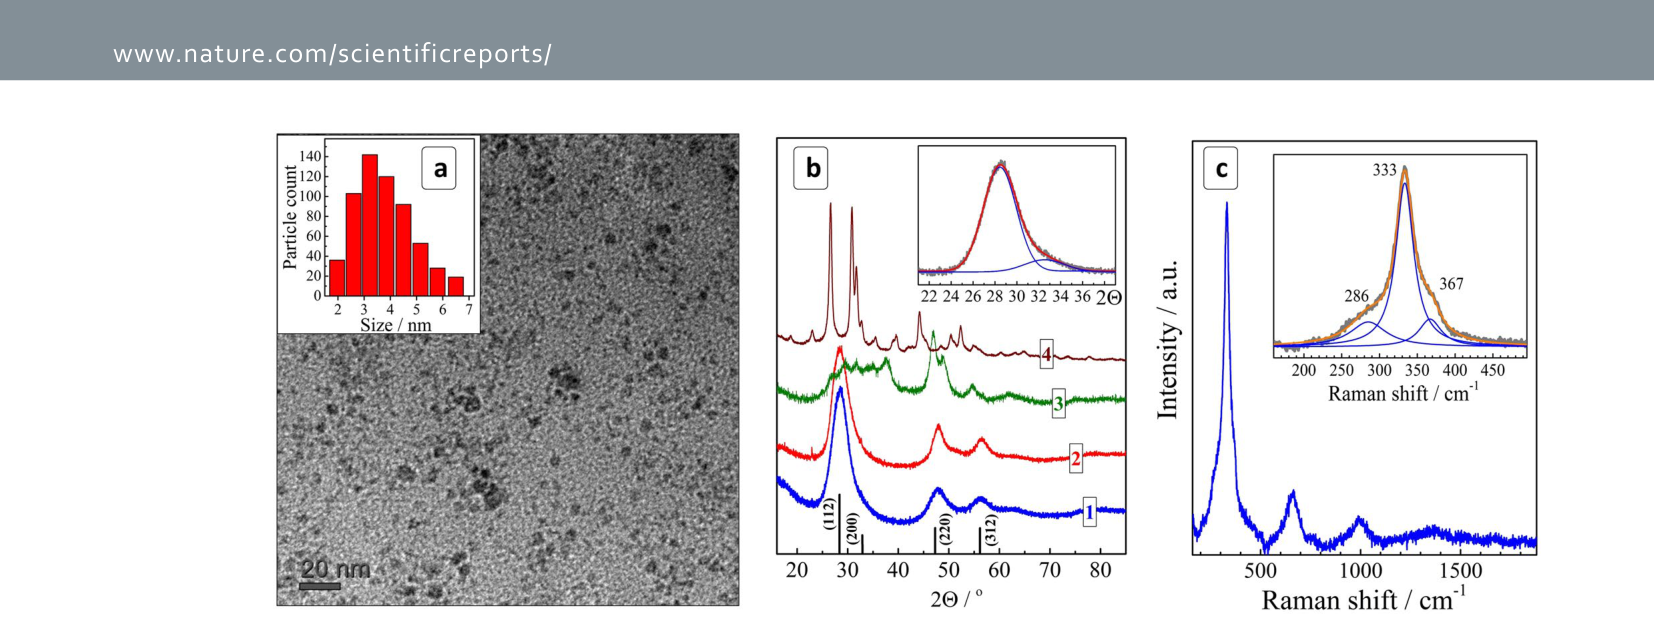 www.nature.com/scientificreports/
a
Particle count
140
120
100
80
60
40
20
0
2 3 4 5 6 7
Size / nm
20 nm
b
22 24 26 28 30 32 34 36 2Θ
4
3
2
1
(112)
(200)
(220)
(312)
20 30 40 50 60 70 80
2Θ / °
c
Intensity / a.u.
333
286
367
200 250 300 350 400 450
Raman shift / cm-1
500 1000 1500
Raman shift / cm-1